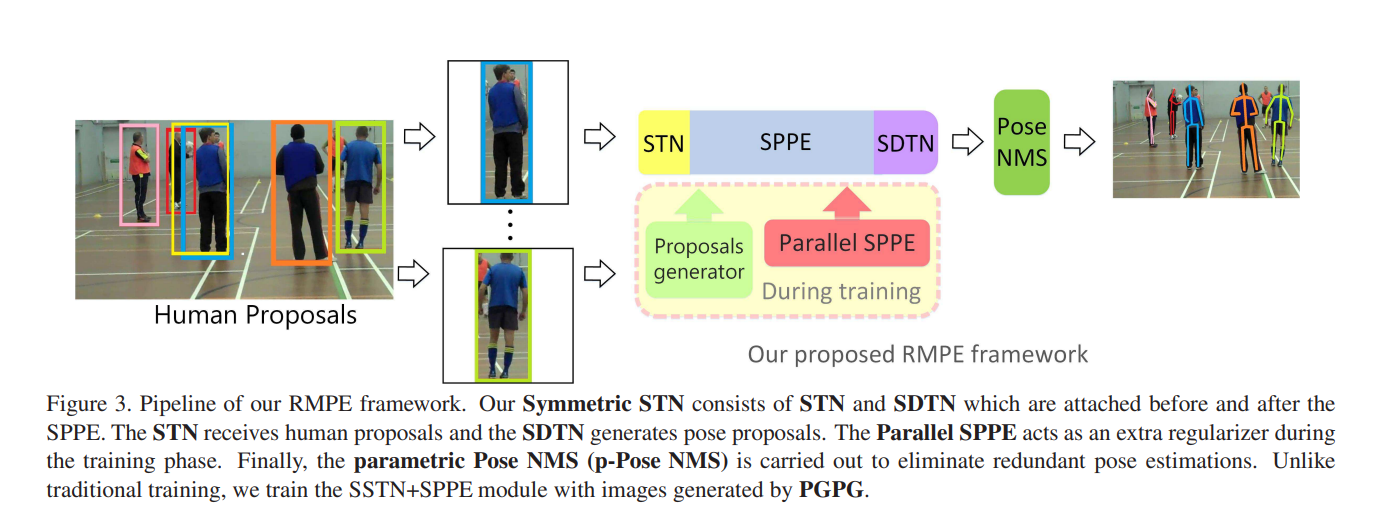 Human Proposals
STN
SPPE
SDTN
Pose
NMS
Proposals
generator
Parallel SPPE
During training
Our proposed RMPE framework
Figure 3. Pipeline of our RMPE framework. Our Symmetric STN consists of STN and SDTN which are attached before and after the
SPPE. The STN receives human proposals and the SDTN generates pose proposals. The Parallel SPPE acts as an extra regularizer during
the training phase. Finally, the parametric Pose NMS (p-Pose NMS) is carried out to eliminate redundant pose estimations. Unlike
traditional training, we train the SSTN+SPPE module with images generated by PGPG.